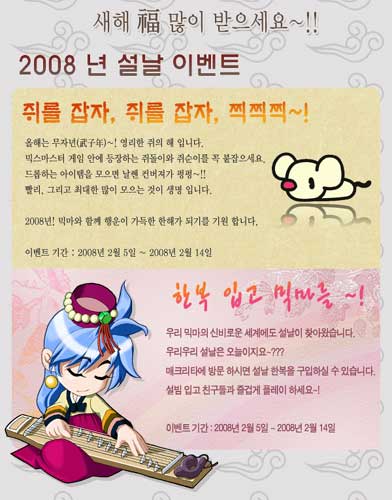 새해 福 많이 받으세요~!!
2008 년 설날 이벤트
쥐를 잡자, 쥐를 잡자, 찍찍찍~!
올해는 무자년(武子年)~! 영리한 쥐의 해 입니다.
믹스마스터 게임 안에 등장하는 쥐돌이와 쥐순이를 꼭 붙잡으세요.
드롭하는 아이템을 모으면 날쌘 컨버저가 펑펑~!!
빨리, 그리고 최대한 많이 모으는 것이 생명 입니다.
2008년! 믹마와 함께 행운이 가득한 한해가 되기를 기원 합니다.
이벤트 기간 : 2008년 2월 5일 ~ 2008년 2월 14일
한복 입고 믹마를 ~!
우리 믹마의 신비로운 세계에도 설날이 찾아왔습니다.
우리우리 설날은 오늘이지요~???
매크리타에 방문 하시면 설날 한복을 구입하실 수 있습니다.
설빔 입고 친구들과 즐겁게 플레이 하세요~!
이벤트 기간 : 2008년 2월 5일 ~ 2008년 2월 14일